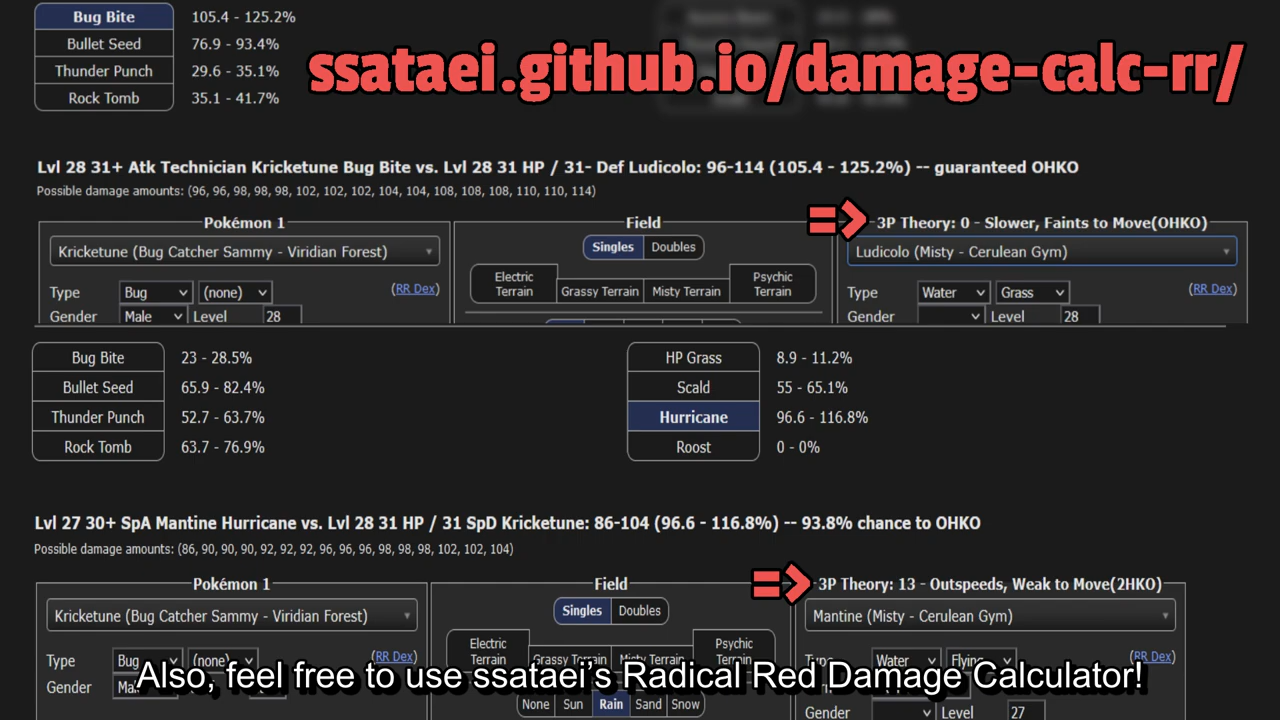 Bug Bite 105.4 - 125.2%
Bullet Seed 76.9 - 93.4%
Thunder Punch 29.6 - 35.1%
Rock Tomb 35.1 - 41.7%
ssataei.github.io/damage-calc-rr/
Lvl 28 31+ Atk Technician Kricketune Bug Bite vs. Lvl 28 31 HP / 31- Def Ludicolo: 96-114 (105.4 - 125.2%) -- guaranteed OHKO
Possible damage amounts: (96, 96, 98, 98, 98, 102, 102, 102, 104, 104, 108, 108, 108, 110, 110, 114)
Pokémon 1 Field => 3P Theory: 0 - Slower, Faints to Move(OHKO)
Kricketune (Bug Catcher Sammy - Viridian Forest) Singles Doubles Ludicolo (Misty - Cerulean Gym)
Electric Terrain Grassy Terrain Misty Terrain Psychic Terrain
Type Bug (none) (RR Dex) Type Water Grass (RR Dex)
Gender Male Level 28 Gender Level 28
Bug Bite 23 - 28.5% HP Grass 8.9 - 11.2%
Bullet Seed 65.9 - 82.4% Scald 55 - 65.1%
Thunder Punch 52.7 - 63.7% Hurricane 96.6 - 116.8%
Rock Tomb 63.7 - 76.9% Roost 0 - 0%
Lvl 27 30+ SpA Mantine Hurricane vs. Lvl 28 31 HP / 31 SpD Kricketune: 86-104 (96.6 - 116.8%) -- 93.8% chance to OHKO
Possible damage amounts: (86, 90, 90, 90, 92, 92, 92, 96, 96, 96, 98, 98, 98, 102, 102, 104)
Pokémon 1 Field => 3P Theory: 13 - Outspeeds, Weak to Move(2HKO)
Kricketune (Bug Catcher Sammy - Viridian Forest) Singles Doubles Mantine (Misty - Cerulean Gym)
Electric Terrain Grassy Terrain Misty Terrain Psychic Terrain
Type Bug (none) (RR Dex) Type Water Flying (RR Dex)
Also, feel free to use ssataei's Radical Red Damage Calculator!
Gender None Sun Rain Sand Snow Level 27